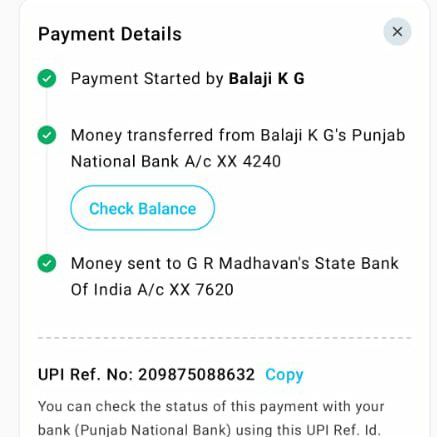 Payment Details
Payment Started by Balaji K G
Money transferred from Balaji K G's Punjab
National Bank A/c XX 4240
Check Balance
Money sent to G R Madhavan's State Bank
Of India A/c XX 7620
UPI Ref. No: 209875088632 Copy
You can check the status of this payment with your
bank (Punjab National Bank) using this UPI Ref. Id.